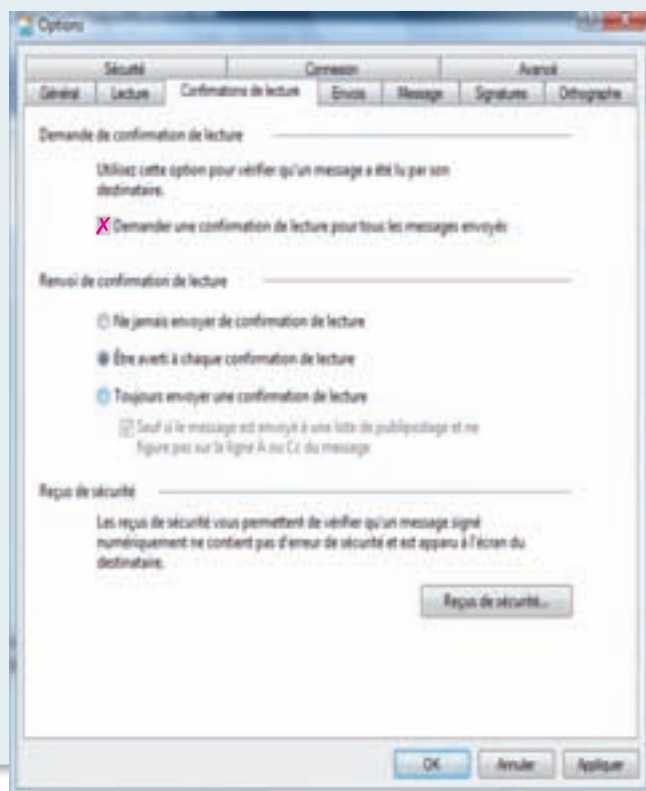 Options
Sécurité Connexion Avancé
Général Lecture Confirmations de lecture Envois Message Signatures Orthographe
Demande de confirmation de lecture
Utilisez cette option pour vérifier qu'un message a été lu par son
destinataire.
X Demander une confirmation de lecture pour tous les messages envoyés
Renvoi de confirmation de lecture
Ne jamais envoyer de confirmation de lecture
Être averti à chaque confirmation de lecture
Toujours envoyer une confirmation de lecture
Sauf si le message est envoyé à une liste de publipostage et ne
figure pas sur la ligne À ou Cc du message
Reçus de sécurité
Les reçus de sécurité vous permettent de vérifier qu'un message signé
numériquement ne contient pas d'erreur de sécurité et est apparu à l'écran du
destinataire.
Reçus de sécurité...
OK Annuler Appliquer